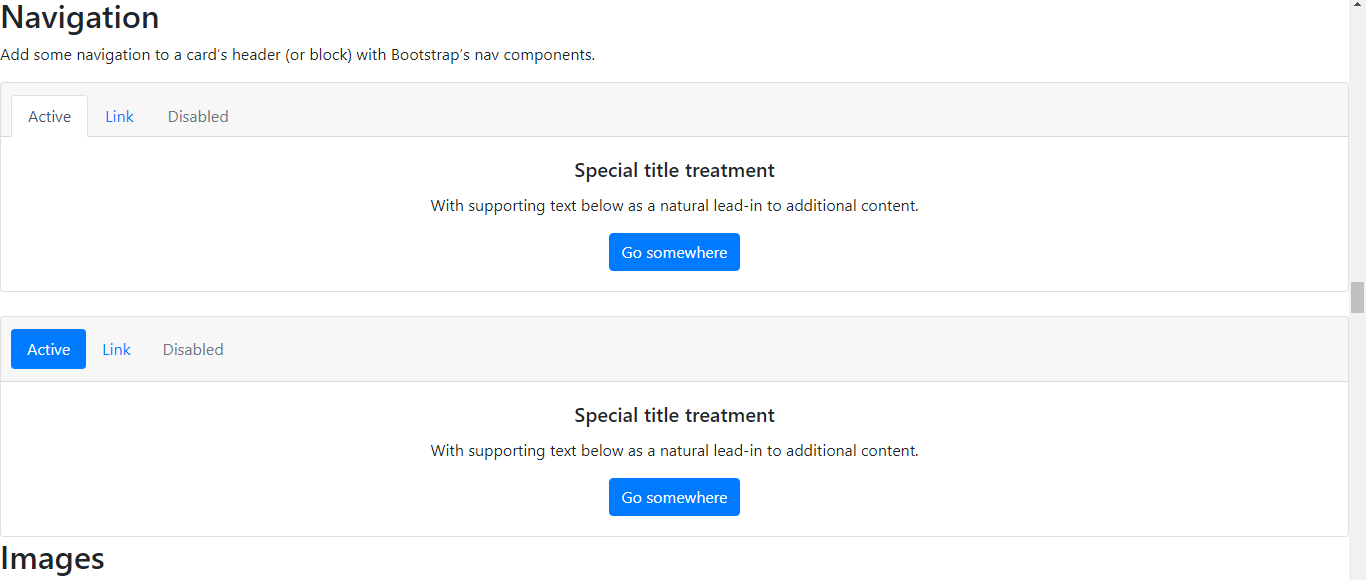 Navigation
Add some navigation to a card’s header (or block) with Bootstrap’s nav components.
Active Link Disabled
Special title treatment
With supporting text below as a natural lead-in to additional content.
Go somewhere
Active Link Disabled
Special title treatment
With supporting text below as a natural lead-in to additional content.
Go somewhere
Images